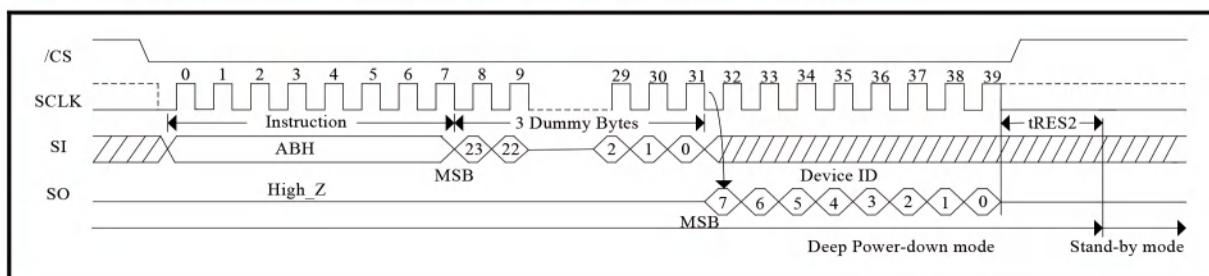 /CS
0 1 2 3 4 5 6 7 8 9 29 30 31 32 33 34 35 36 37 38 39
SCLK
Instruction 3 Dummy Bytes tRES2
SI ABH 23 22 2 1 0
MSB Device ID
SO High_Z 7 6 5 4 3 2 1 0
MSB
Deep Power-down mode Stand-by mode